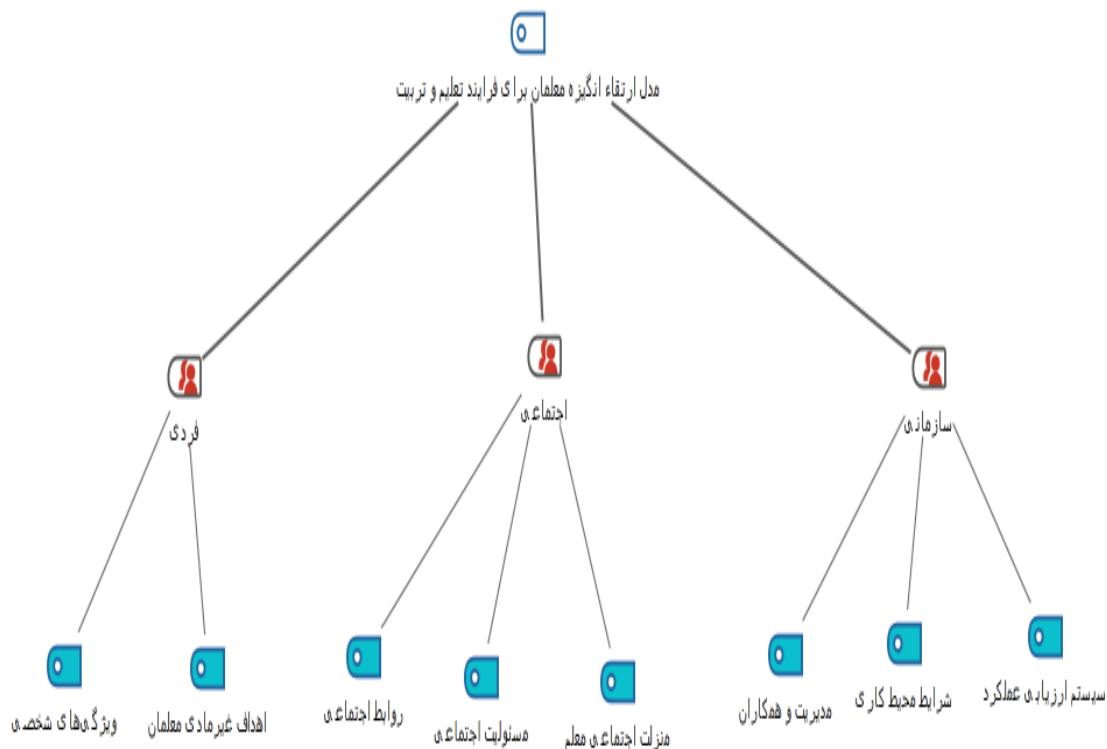 مدل ارتقاء انگیزه معلمان برای فرایند تعلیم و تربیت
سازمانی
اجتماعی
فردی
سیستم ارزیابی عملکرد
شرایط محیط کاری
مدیریت و همکاران
منزلت اجتماعی معلم
مسئولیت اجتماعی
روابط اجتماعی
اهداف غیرمادی معلمان
ویژگی‌های شخصی